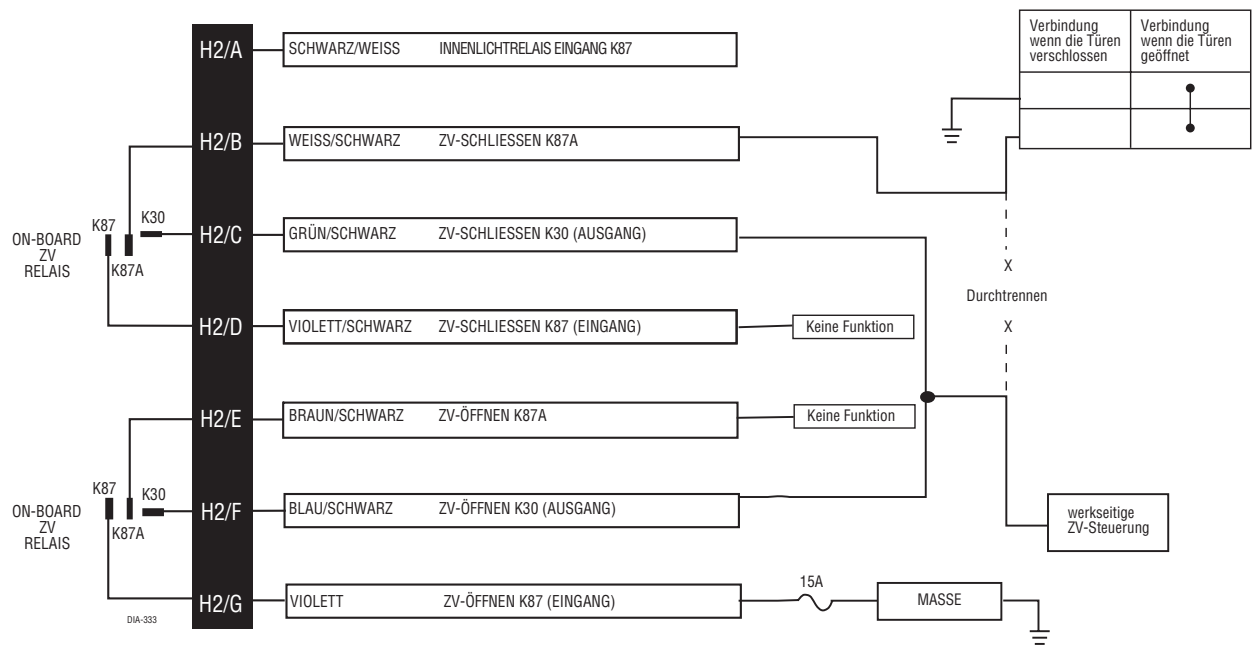 H2/A SCHWARZ/WEISS INNENLICHTRELAIS EINGANG K87
Verbindung
wenn die Türen
verschlossen
Verbindung
wenn die Türen
geöffnet
H2/B WEISS/SCHWARZ ZV-SCHLIESSEN K87A
K87
K30
K87A
ON-BOARD
ZV
RELAIS
H2/C GRÜN/SCHWARZ ZV-SCHLIESSEN K30 (AUSGANG)
X
Durchtrennen
X
H2/D VIOLETT/SCHWARZ ZV-SCHLIESSEN K87 (EINGANG) Keine Funktion
H2/E BRAUN/SCHWARZ ZV-ÖFFNEN K87A Keine Funktion
K87
K30
K87A
ON-BOARD
ZV
RELAIS
H2/F BLAU/SCHWARZ ZV-ÖFFNEN K30 (AUSGANG)
werkseitige
ZV-Steuerung
H2/G VIOLETT ZV-ÖFFNEN K87 (EINGANG) 15A MASSE
DIA-333